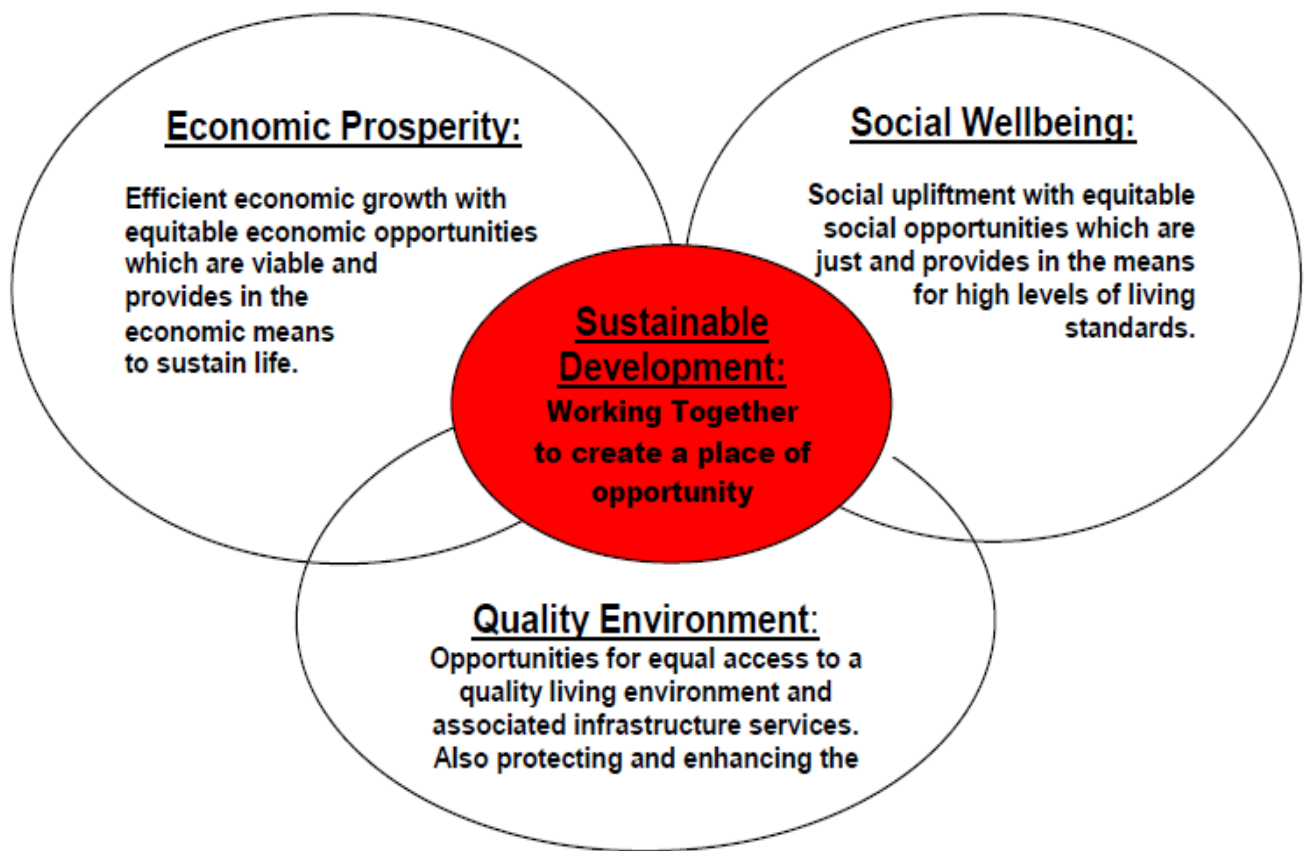 Economic Prosperity:
Efficient economic growth with
equitable economic opportunities
which are viable and
provides in the
economic means
to sustain life.
Social Wellbeing:
Social upliftment with equitable
social opportunities which are
just and provides in the means
for high levels of living
standards.
Sustainable
Development:
Working Together
to create a place of
opportunity
Quality Environment:
Opportunities for equal access to a
quality living environment and
associated infrastructure services.
Also protecting and enhancing the